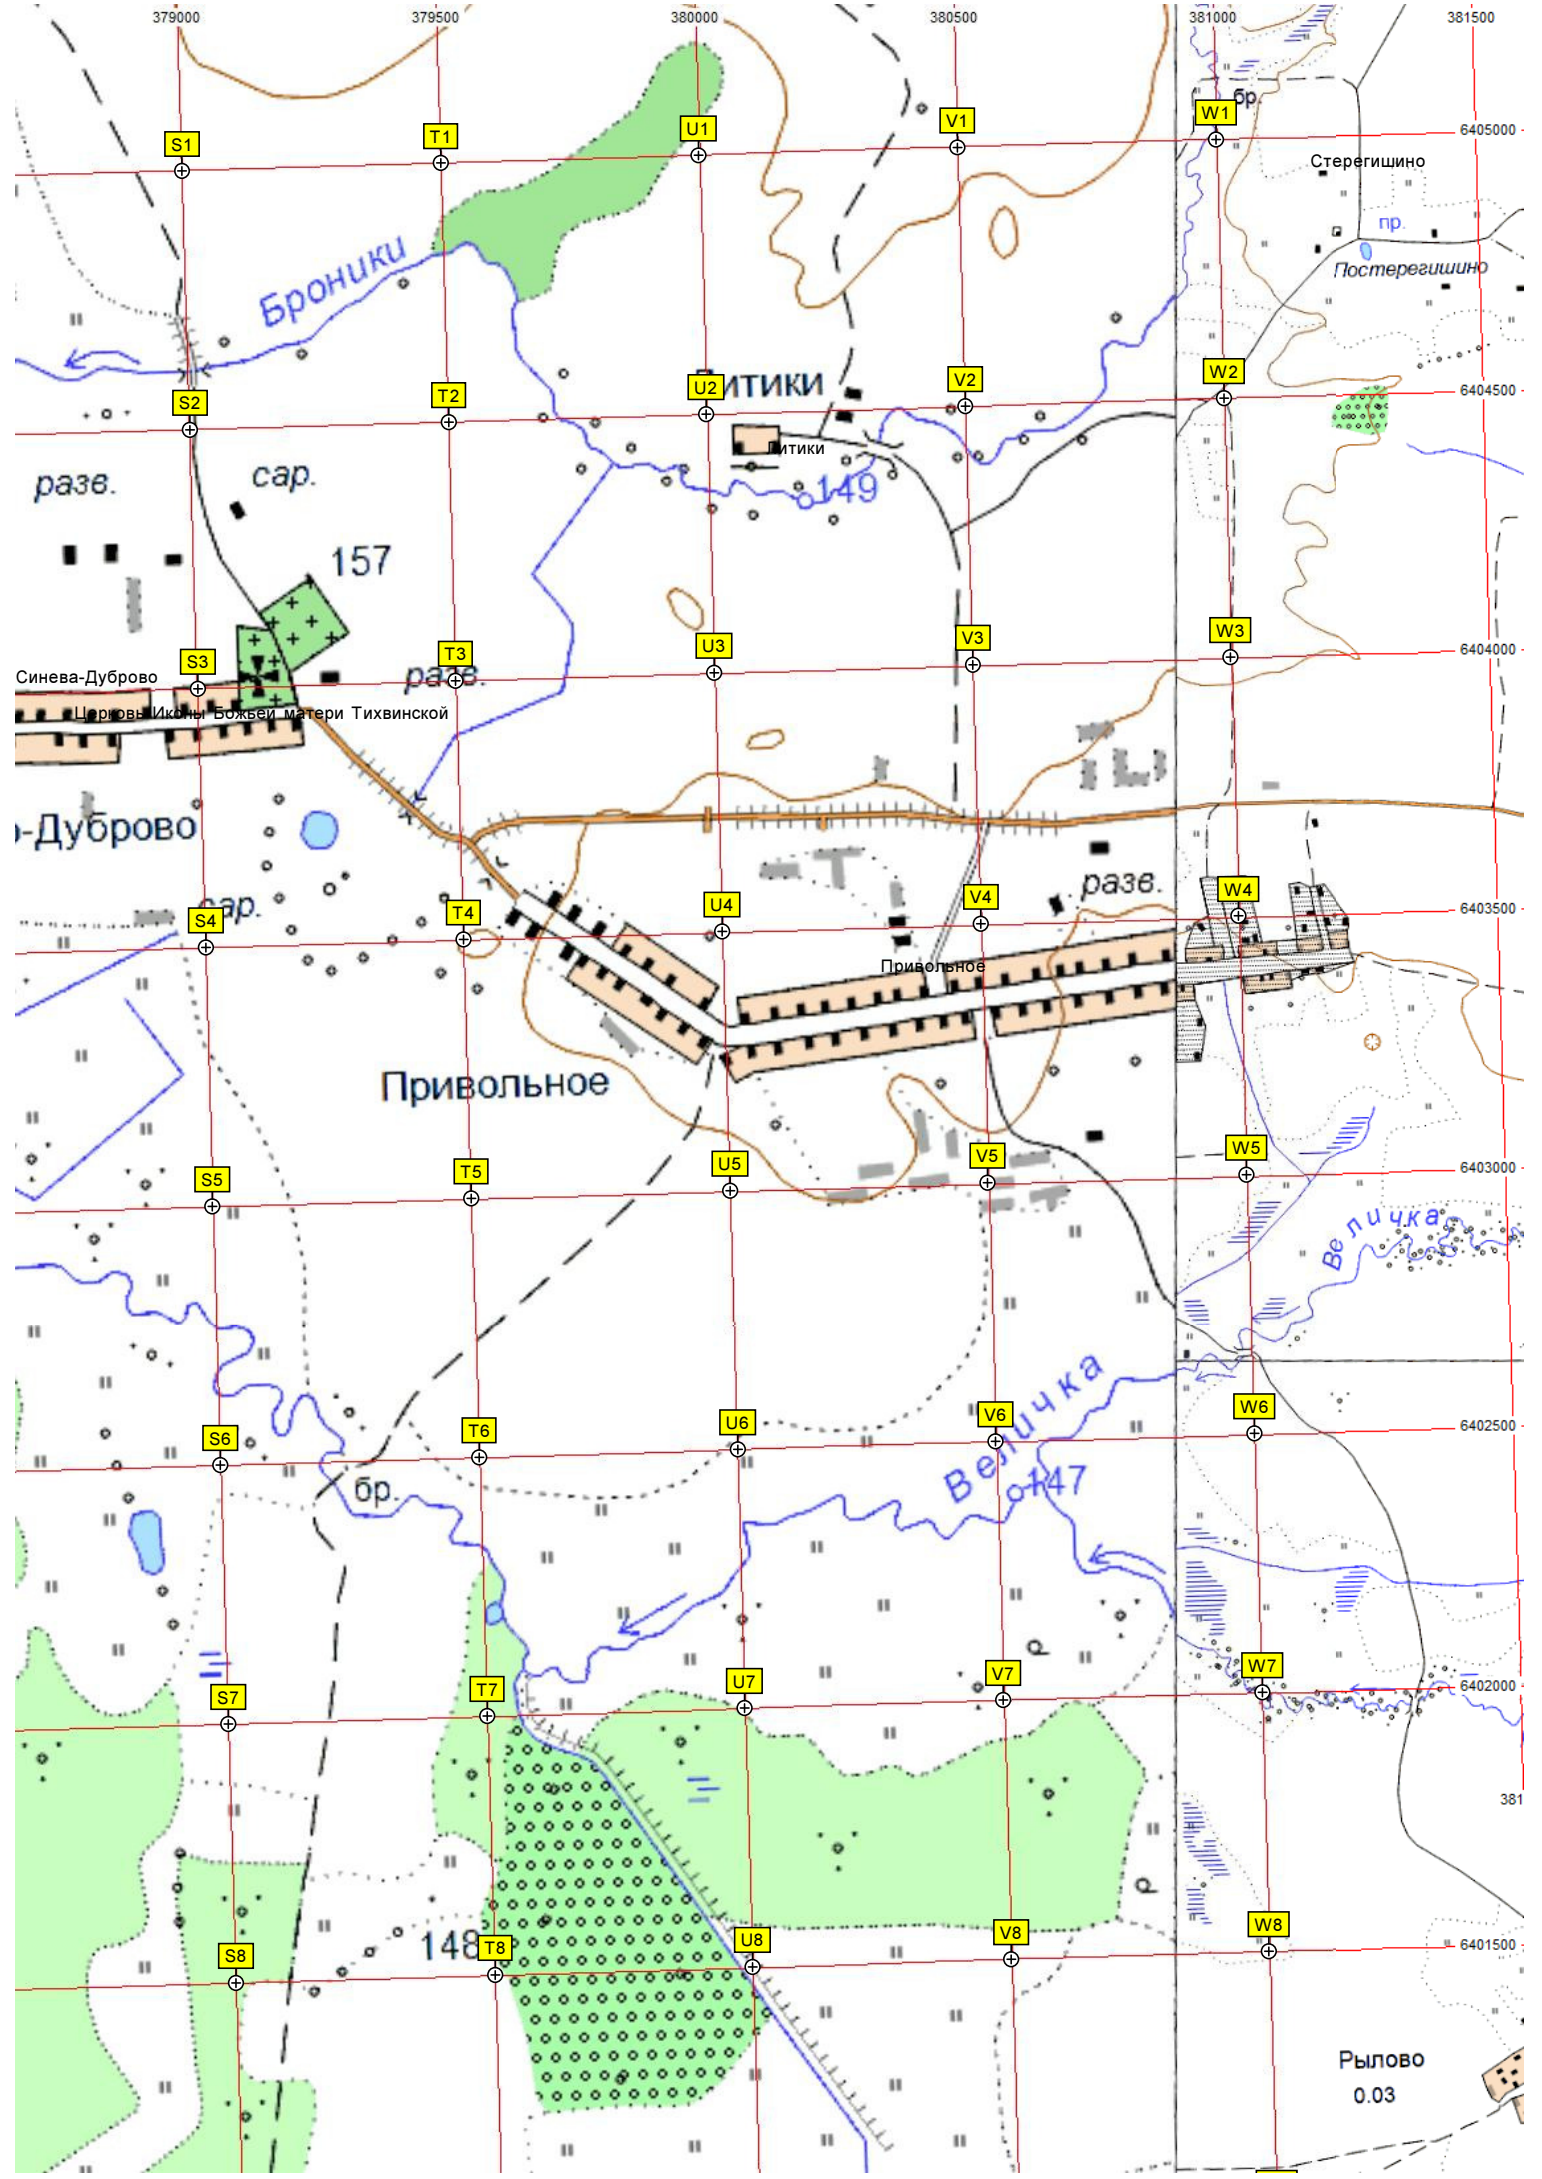 379000 379500 380000 380500 381000 381500
бр.
S1 T1 U1 V1 W1 6405000
Стерегишино
пр.
Постерегишино
Броники
S2 T2 U2 V2 W2 6404500
Литики
149
разв. сар.
157
S3 T3 U3 V3 W3 6404000
Синева-Дуброво
разв.
Церковь Иконы Божьей матери Тихвинской
о-Дуброво
разв.
сар.
S4 T4 U4 V4 W4 6403500
Привольное
Привольное
S5 T5 U5 V5 W5 6403000
Величка
Величка
S6 T6 U6 V6 W6 6402500
бр.
147
р
S7 T7 U7 V7 W7 6402000
381
р
148
S8 T8 U8 V8 W8 6401500
Рылово
0.03